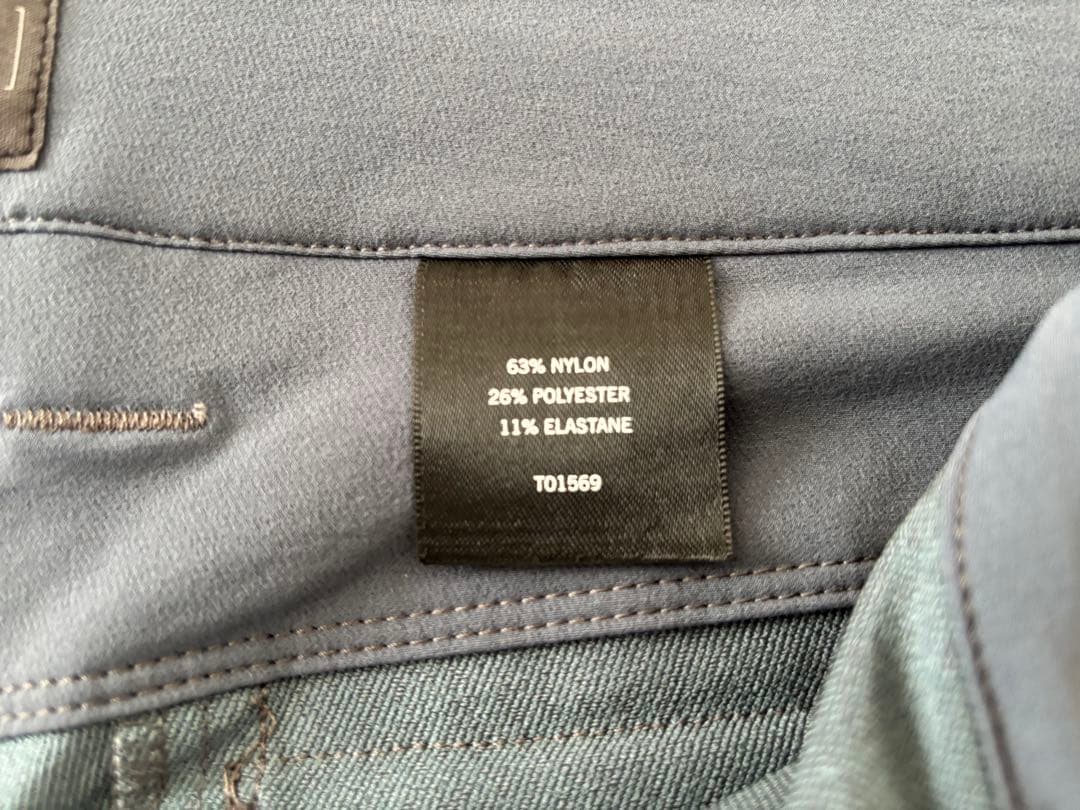 63% NYLON
26% POLYESTER
11% ELASTANE
T01569